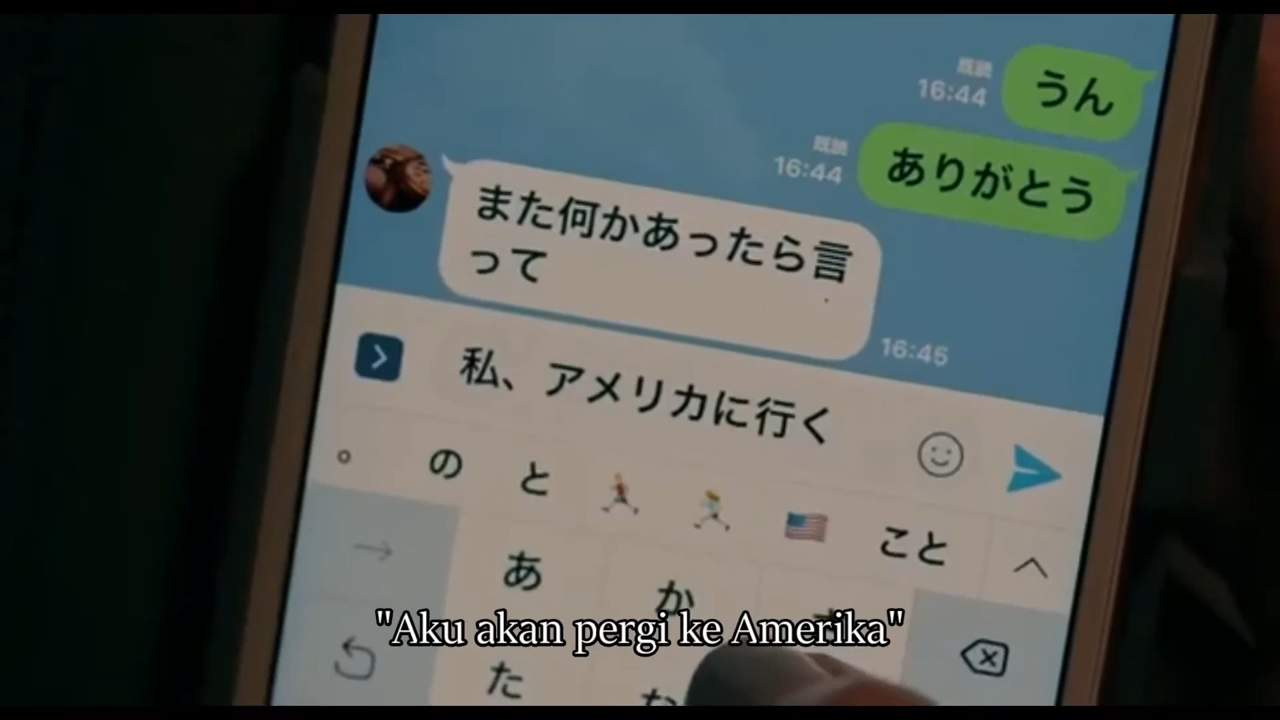 既読
16:44
うん
既読
16:44
ありがとう
また何かあったら言
って
16:45
私、アメリカに行く
。 の と こと
あ か
"Aku akan pergi ke Amerika"
た な